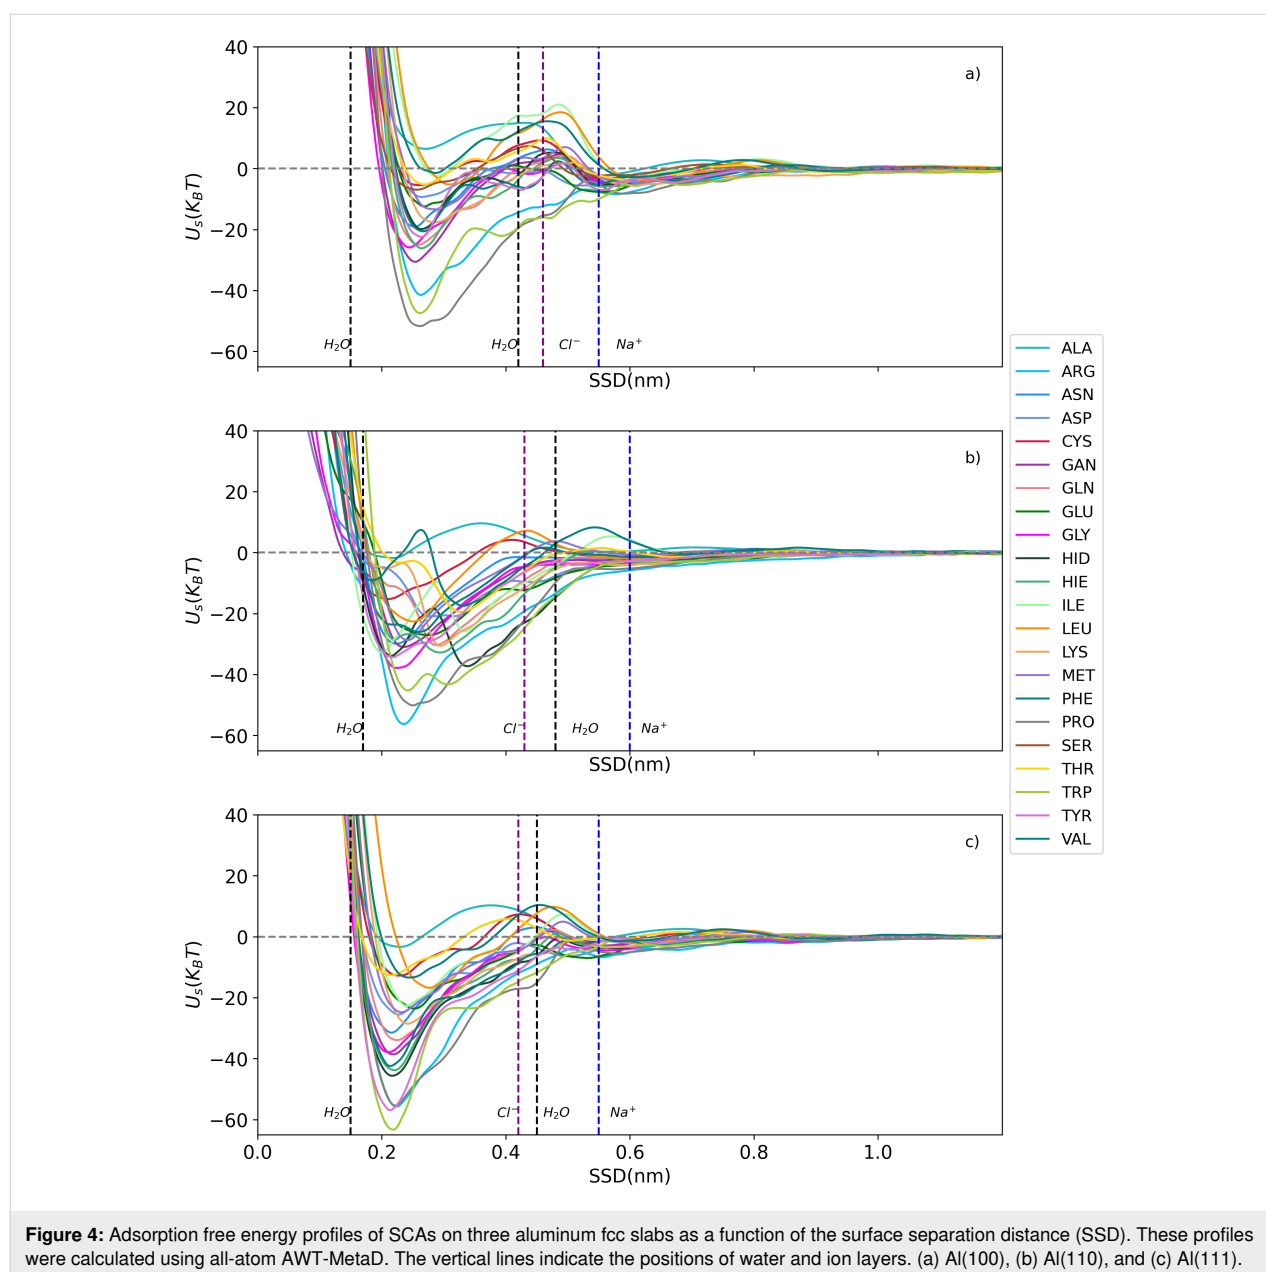 40
20
0
−20
−40
−60
U_s(K_BT)
a)
H₂O
H₂O
Cl⁻
Na⁺
SSD(nm)
40
20
0
−20
−40
−60
U_s(K_BT)
b)
H₂O
Cl⁻
H₂O
Na⁺
SSD(nm)
40
20
0
−20
−40
−60
U_s(K_BT)
c)
H₂O
Cl⁻
H₂O
Na⁺
0.0 0.2 0.4 0.6 0.8 1.0
SSD(nm)
ALA
ARG
ASN
ASP
CYS
GAN
GLN
GLU
GLY
HID
HIE
ILE
LEU
LYS
MET
PHE
PRO
SER
THR
TRP
TYR
VAL
Figure 4: Adsorption free energy profiles of SCAs on three aluminum fcc slabs as a function of the surface separation distance (SSD). These profiles
were calculated using all-atom AWT-MetaD. The vertical lines indicate the positions of water and ion layers. (a) Al(100), (b) Al(110), and (c) Al(111).